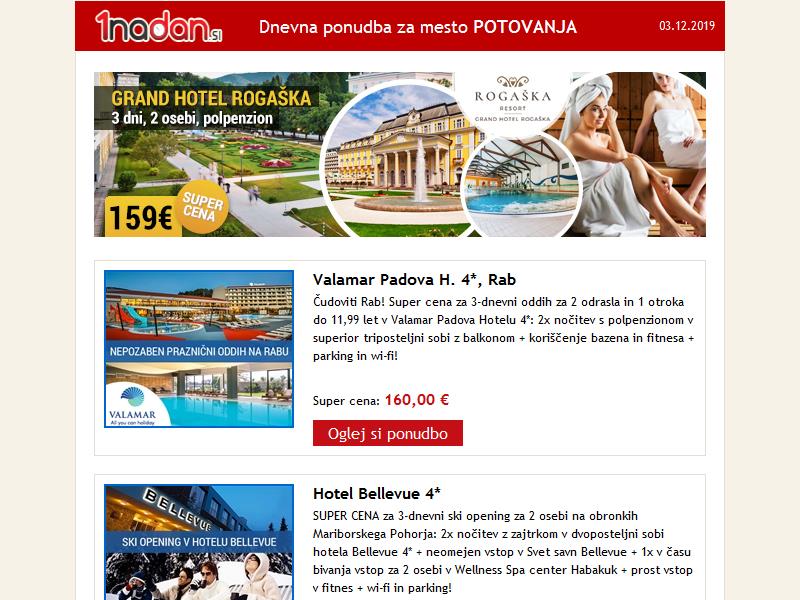 1nadan.si
Dnevna ponudba za mesto POTOVANJA
03.12.2019
GRAND HOTEL ROGAŠKA
3 dni, 2 osebi, polpenzion
159€
SUPER
CENA
ROGAŠKA
RESORT
GRAND HOTEL ROGAŠKA
NEPOZABEN PRAZNIČNI ODDIH NA RABU
VALAMAR
All you can holiday
Valamar Padova H. 4*, Rab
Čudoviti Rab! Super cena za 3-dnevni oddih za 2 odrasla in 1 otroka
do 11,99 let v Valamar Padova Hotelu 4*: 2x nočitev s polpenzionom v
superior triposteljni sobi z balkonom + koriščenje bazena in fitnesa +
parking in wi-fi!
Super cena: 160,00 €
Oglej si ponudbo
BELLEVUE
SKI OPENING V HOTELU BELLEVUE
Hotel Bellevue 4*
SUPER CENA za 3-dnevni ski opening za 2 osebi na obronkih
Mariborskega Pohorja: 2x nočitev z zajtrkom v dvoposteljni sobi
hotela Bellevue 4* + neomejen vstop v Svet savn Bellevue + 1x v času
bivanja vstop za 2 osebi v Wellness Spa center Habakuk + prost vstop
v fitnes + wi-fi in parking!